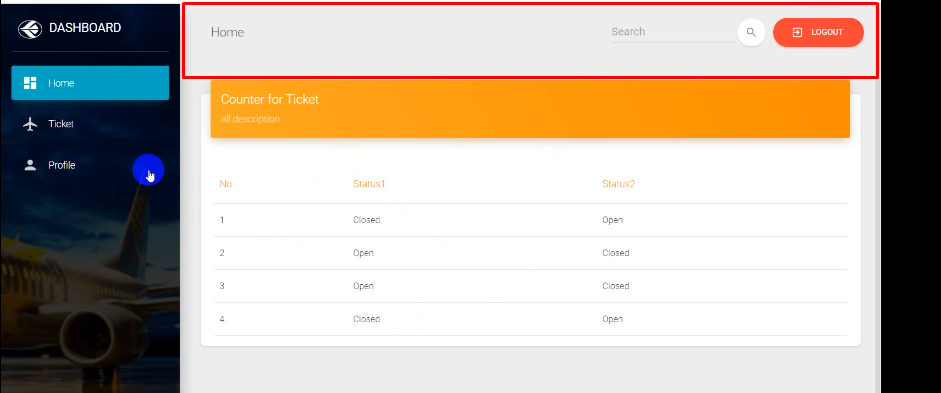 DASHBOARD
Home
Ticket
Profile
Home
Search
LOGOUT
Counter for Ticket
all description
No Status1 Status2
1 Closed Open
2 Open Closed
3 Open Closed
4 Closed Open